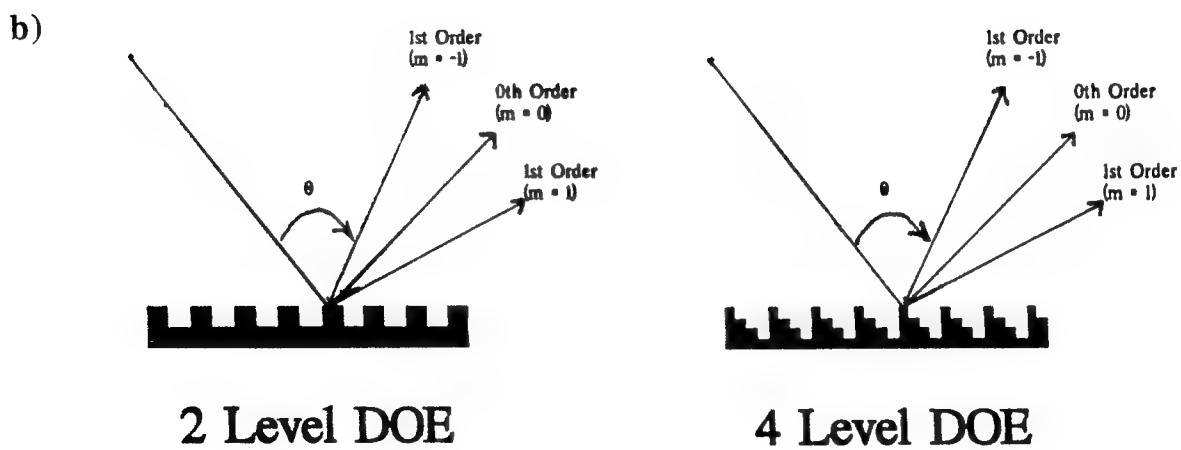 b)
1st Order
(m = -1)
0th Order
(m = 0)
1st Order
(m = 1)
θ
2 Level DOE
1st Order
(m = -1)
0th Order
(m = 0)
1st Order
(m = 1)
θ
4 Level DOE